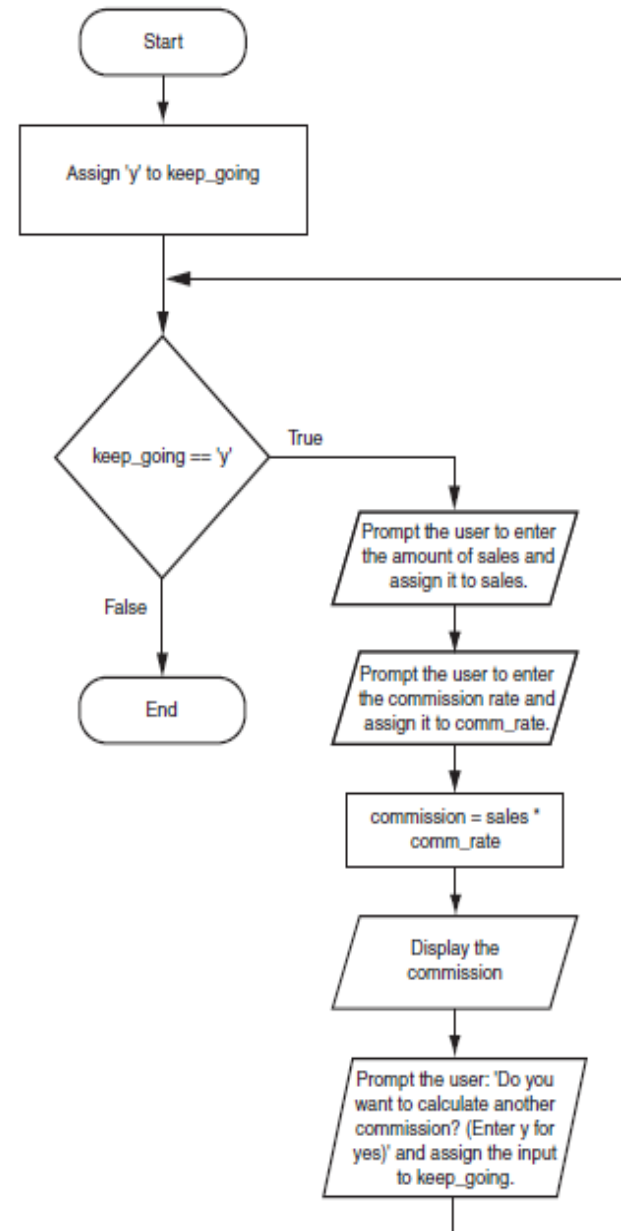 Start
Assign 'y' to keep_going
keep_going == 'y'
True
False
End
Prompt the user to enter
the amount of sales and
assign it to sales.
Prompt the user to enter
the commission rate and
assign it to comm_rate.
commission = sales *
comm_rate
Display the
commission
Prompt the user: 'Do you
want to calculate another
commission? (Enter y for
yes)' and assign the input
to keep_going.